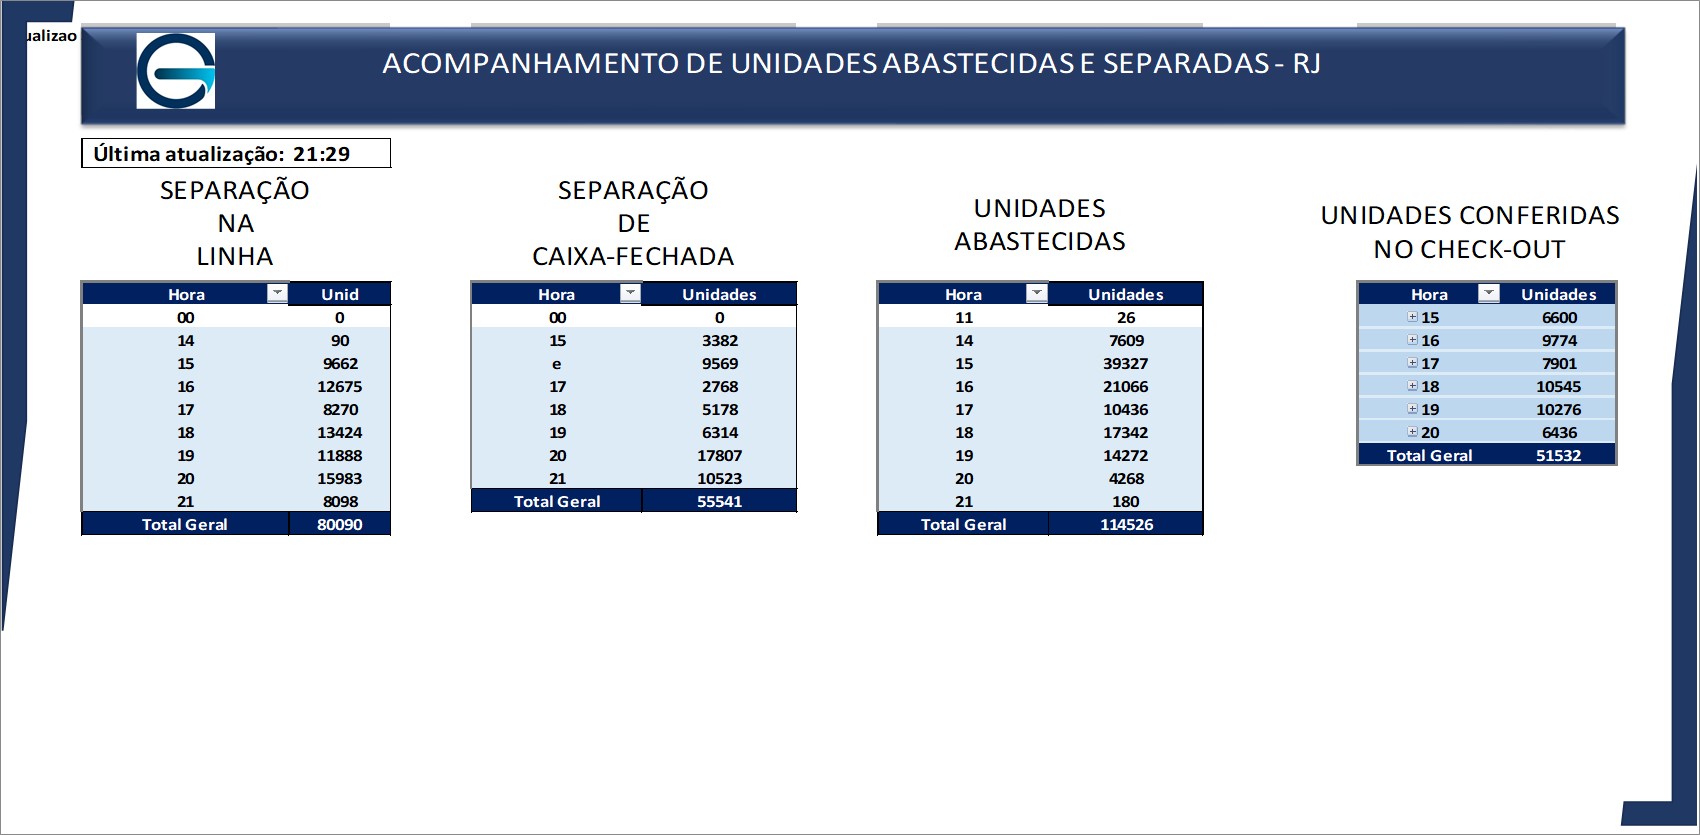 ualizao
ACOMPANHAMENTO DE UNIDADES ABASTECIDAS E SEPARADAS - RJ
Última atualização: 21:29
SEPARAÇÃO
NA
LINHA
Hora Unid
00 0
14 90
15 9662
16 12675
17 8270
18 13424
19 11888
20 15983
21 8098
Total Geral 80090
SEPARAÇÃO
DE
CAIXA-FECHADA
Hora Unidades
00 0
15 3382
e 9569
17 2768
18 5178
19 6314
20 17807
21 10523
Total Geral 55541
UNIDADES
ABASTECIDAS
Hora Unidades
11 26
14 7609
15 39327
16 21066
17 10436
18 17342
19 14272
20 4268
21 180
Total Geral 114526
UNIDADES CONFERIDAS
NO CHECK-OUT
Hora Unidades
15 6600
16 9774
17 7901
18 10545
19 10276
20 6436
Total Geral 51532